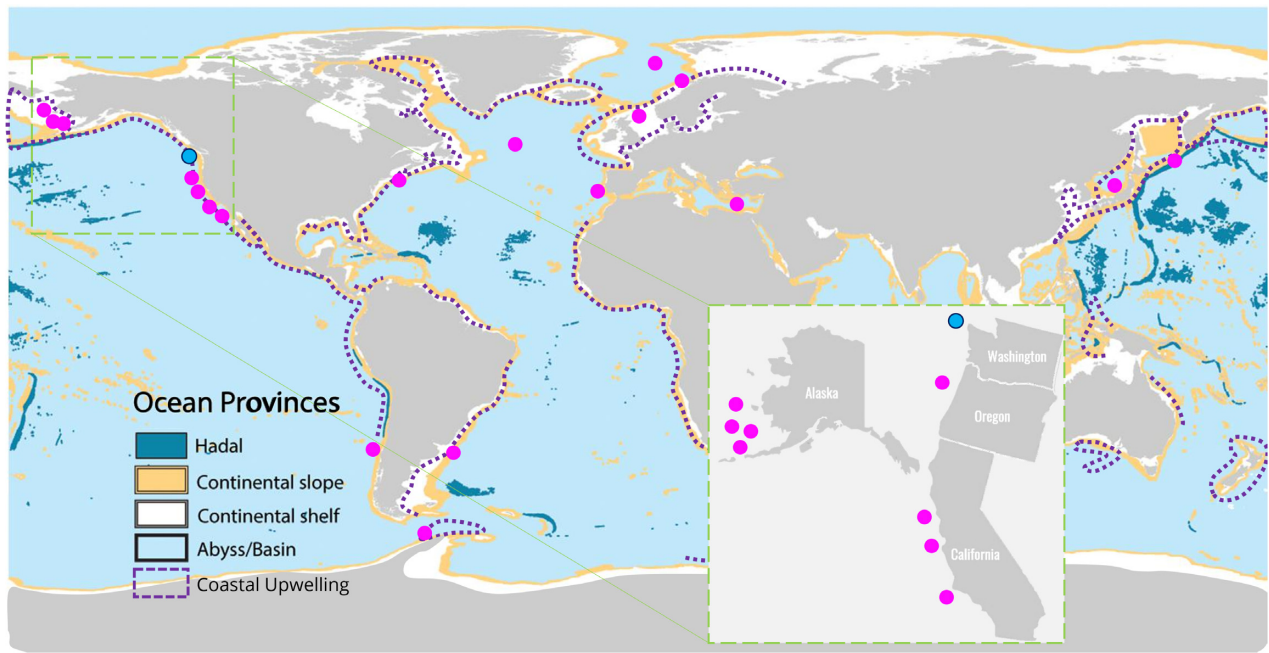 Washington
Alaska
Oregon
Ocean Provinces
Hadal
Continental slope
Continental shelf
Abyss/Basin
California
Coastal Upwelling